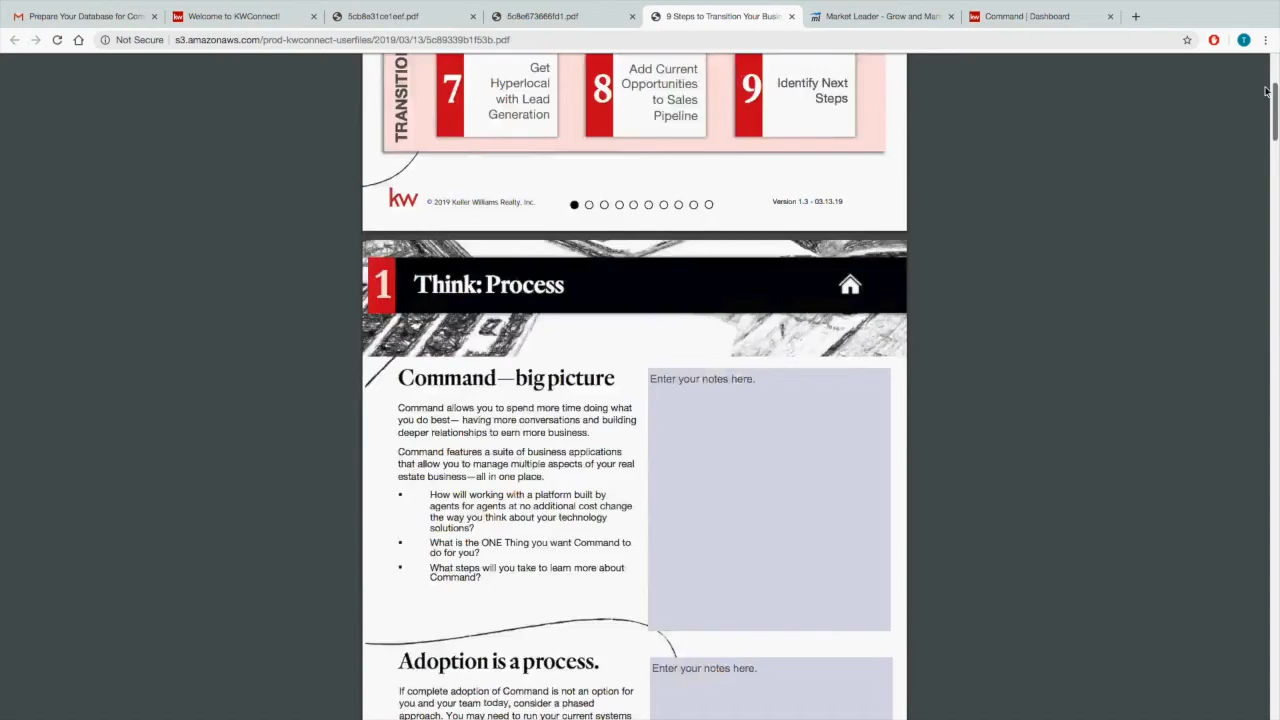 Prepare Your Database for Com
Welcome to KWConnect!
5cb8e31ce1eef.pdf
5c8e673666fd1.pdf
9 Steps to Transition Your Busin
Market Leader - Grow and Man
Command | Dashboard
Not Secure | s3.amazonaws.com/prod-kwconnect-userfiles/2019/03/13/5c89339b1f53b.pdf
T
TRANSITIO
7
Get
Hyperlocal
with Lead
Generation
8
Add Current
Opportunities
to Sales
Pipeline
9
Identify Next
Steps
kw
© 2019 Keller Williams Realty, Inc.
Version 1.3 - 03.13.19
1
Think: Process
Command—big picture
Command allows you to spend more time doing what
you do best— having more conversations and building
deeper relationships to earn more business.
Command features a suite of business applications
that allow you to manage multiple aspects of your real
estate business—all in one place.
▪ How will working with a platform built by
agents for agents at no additional cost change
the way you think about your technology
solutions?
▪ What is the ONE Thing you want Command to
do for you?
▪ What steps will you take to learn more about
Command?
Enter your notes here.
Adoption is a process.
If complete adoption of Command is not an option for
you and your team today, consider a phased
approach. You may need to run your current systems
Enter your notes here.